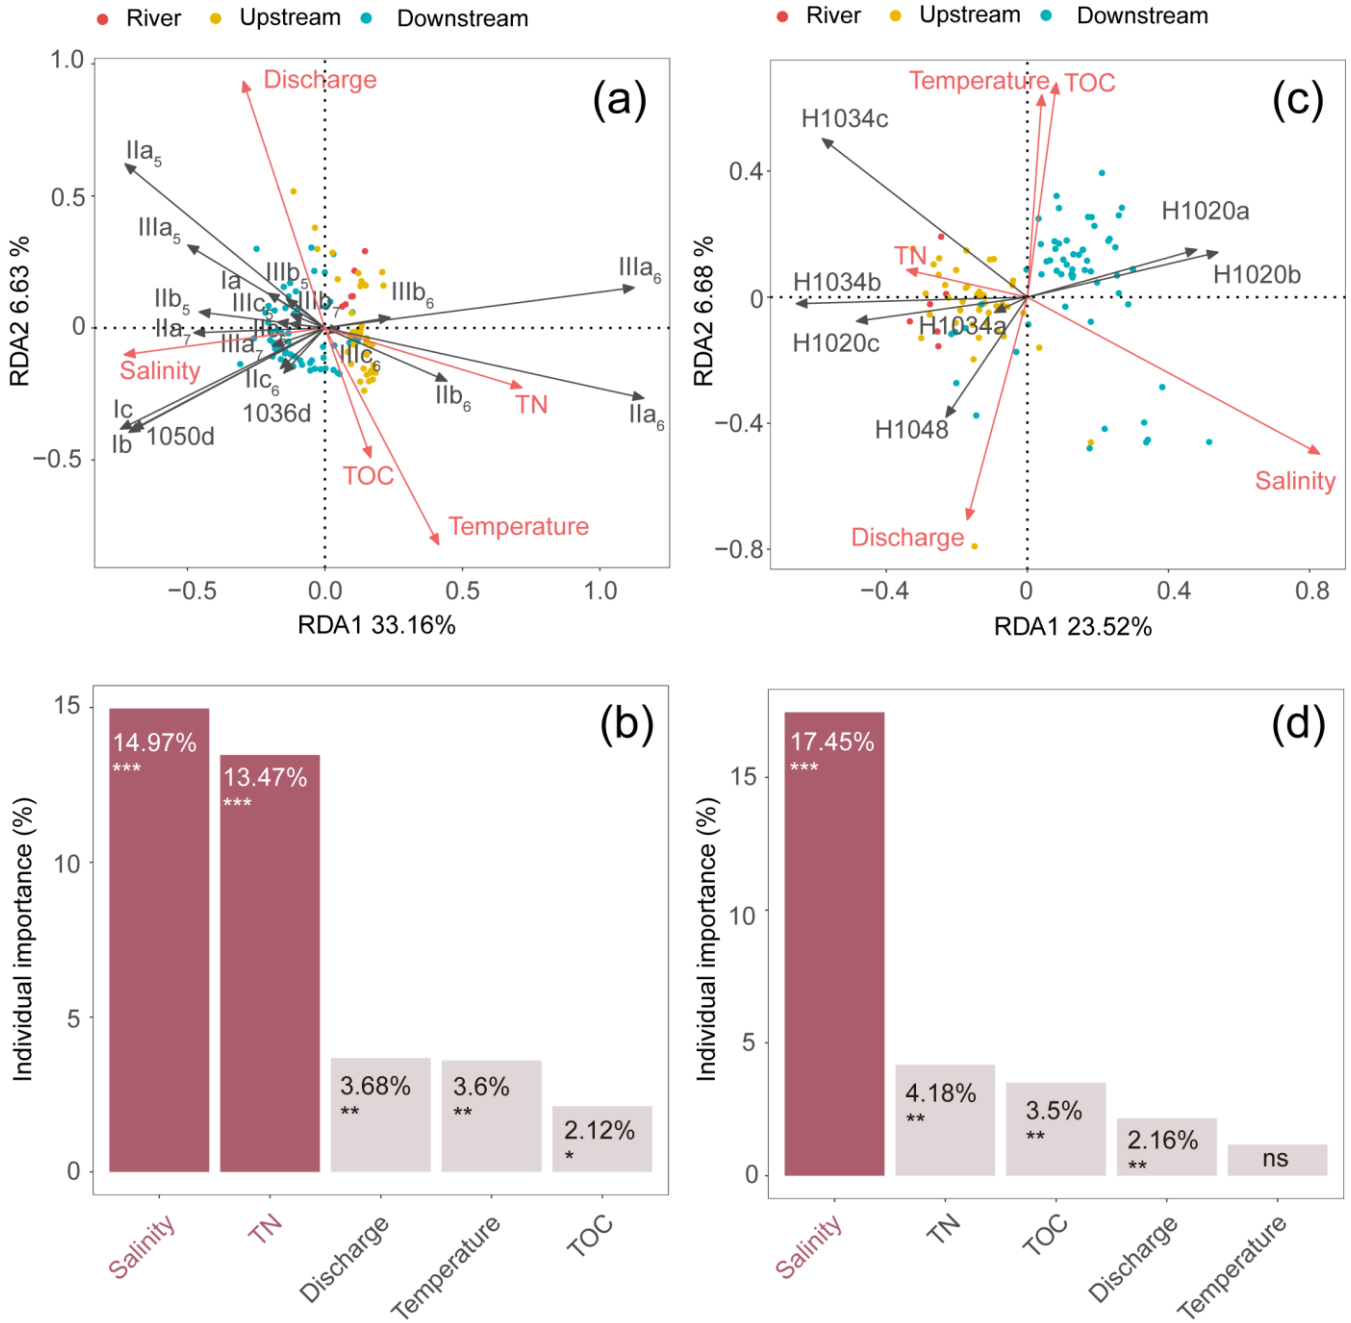 River Upstream Downstream
River Upstream Downstream
(a)
1.0
0.5
0
−0.5
RDA2 6.63 %
Discharge
IIa5
IIIa5
Ia
IIIb5
IIb5
IIIc5
IIIb7
IIIb6
IIIa6
IIa7
IIIa7
IIIc6
Salinity
IIc6
IIb6
TN
IIa6
Ic
Ib
1050d
1036d
TOC
Temperature
−0.5
0.0
0.5
1.0
RDA1 33.16%
(c)
0.4
0
−0.4
−0.8
RDA2 6.68 %
Temperature
TOC
H1034c
H1020a
TN
H1034b
H1020b
H1034a
H1020c
H1048
Salinity
Discharge
−0.4
0
0.4
0.8
RDA1 23.52%
(b)
15
10
5
0
Individual importance (%)
14.97%
***
13.47%
***
3.68%
**
3.6%
**
2.12%
*
Salinity
TN
Discharge
Temperature
TOC
(d)
15
10
5
0
Individual importance (%)
17.45%
***
4.18%
**
3.5%
**
2.16%
**
ns
Salinity
TN
TOC
Discharge
Temperature